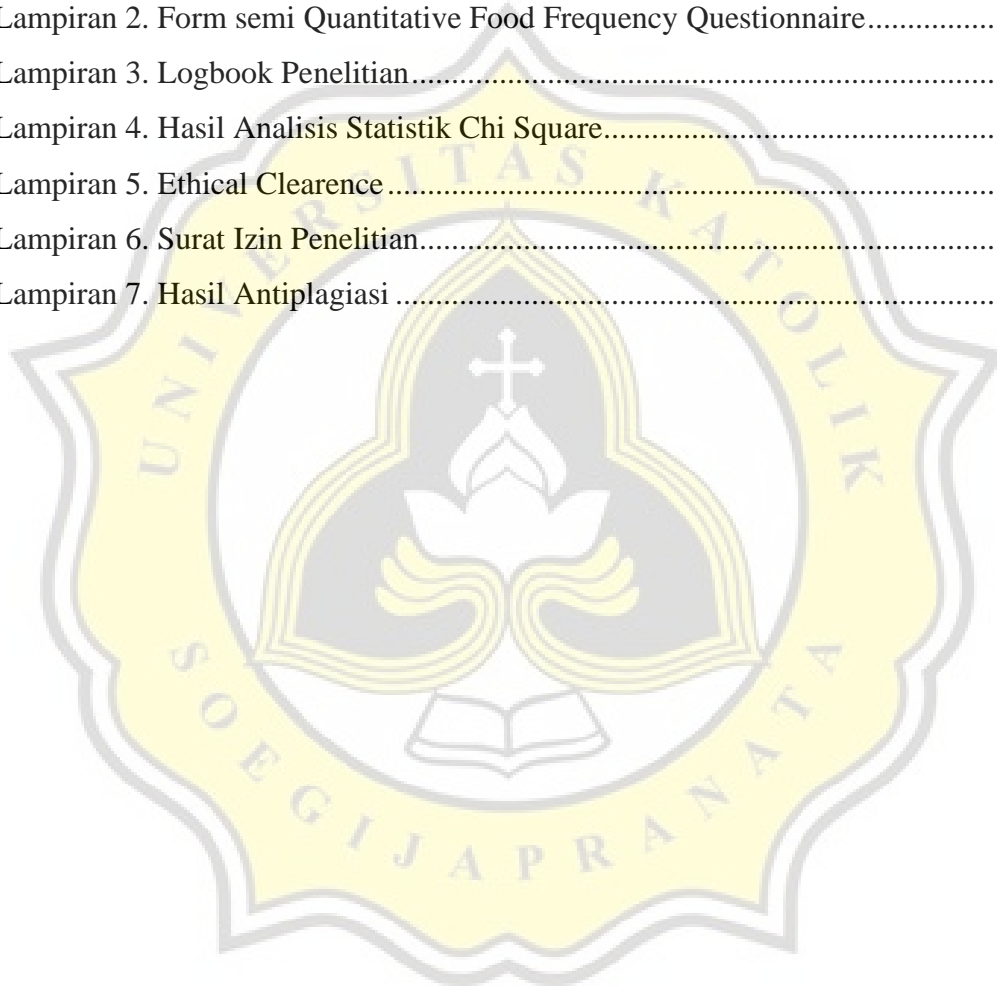 Lampiran 2. Form semi Quantitative Food Frequency Questionnaire................
Lampiran 3. Logbook Penelitian.........................................................................
Lampiran 4. Hasil Analisis Statistik Chi Square.................................................
Lampiran 5. Ethical Clearence............................................................................
Lampiran 6. Surat Izin Penelitian........................................................................
Lampiran 7. Hasil Antiplagiasi...........................................................................
UNIVERSITAS KATOLIK
SOEGIJAPRANATA